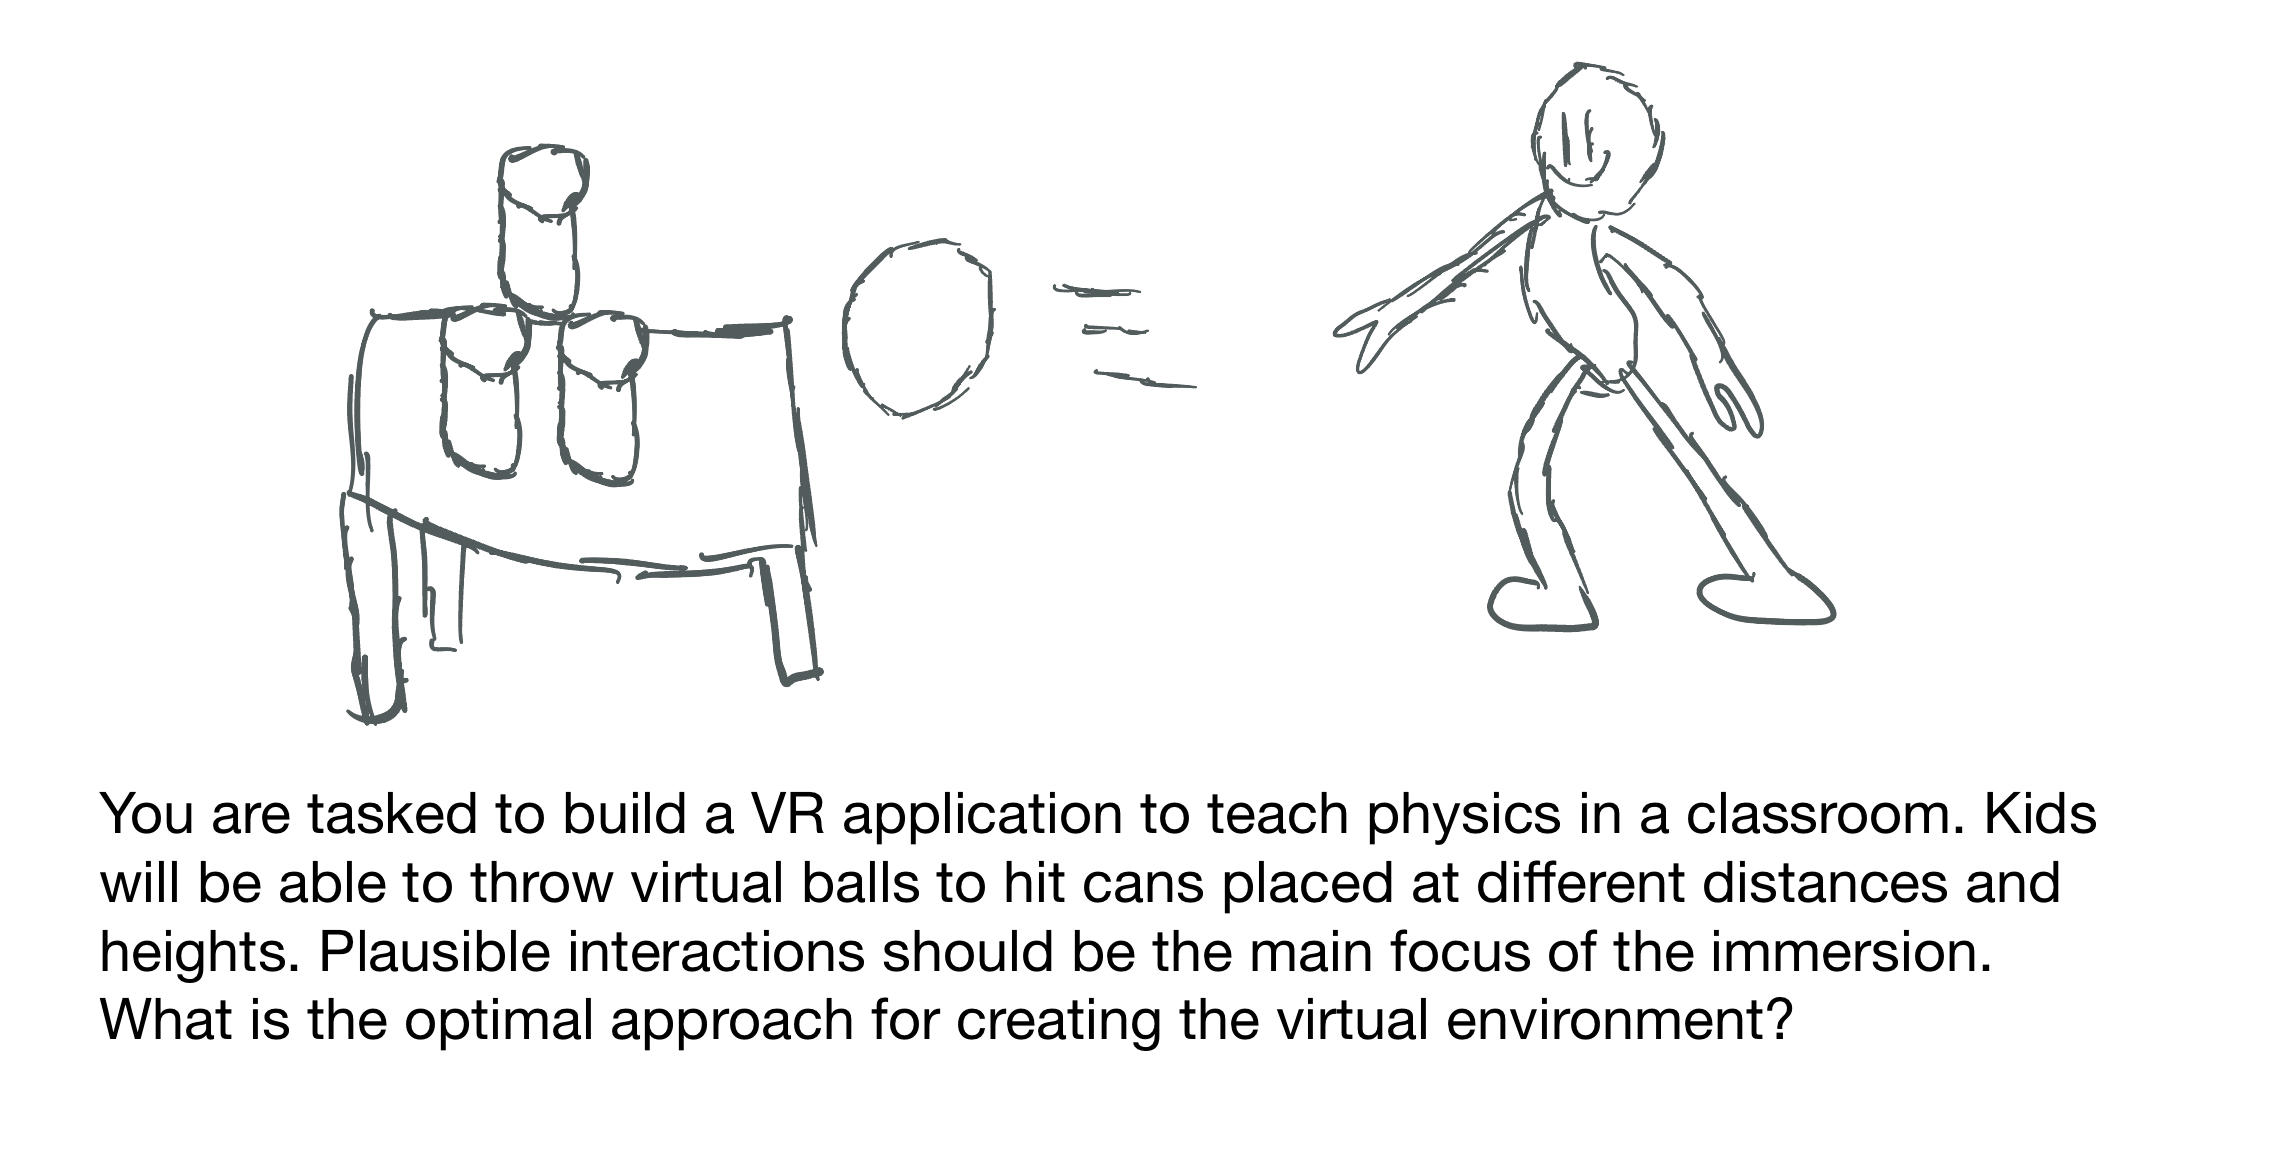 You are tasked to build a VR application to teach physics in a classroom. Kids
will be able to throw virtual balls to hit cans placed at different distances and
heights. Plausible interactions should be the main focus of the immersion.
What is the optimal approach for creating the virtual environment?